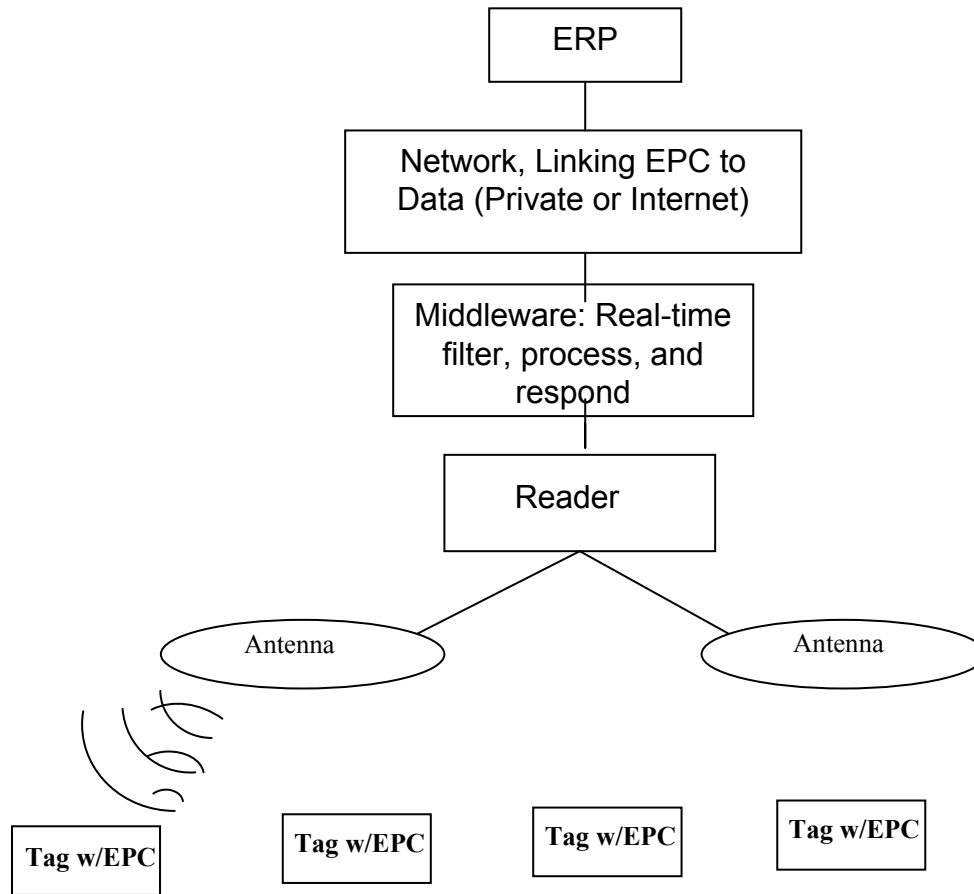 ERP
Network, Linking EPC to
Data (Private or Internet)
Middleware: Real-time
filter, process, and
respond
Reader
Antenna
Antenna
Tag w/EPC
Tag w/EPC
Tag w/EPC
Tag w/EPC